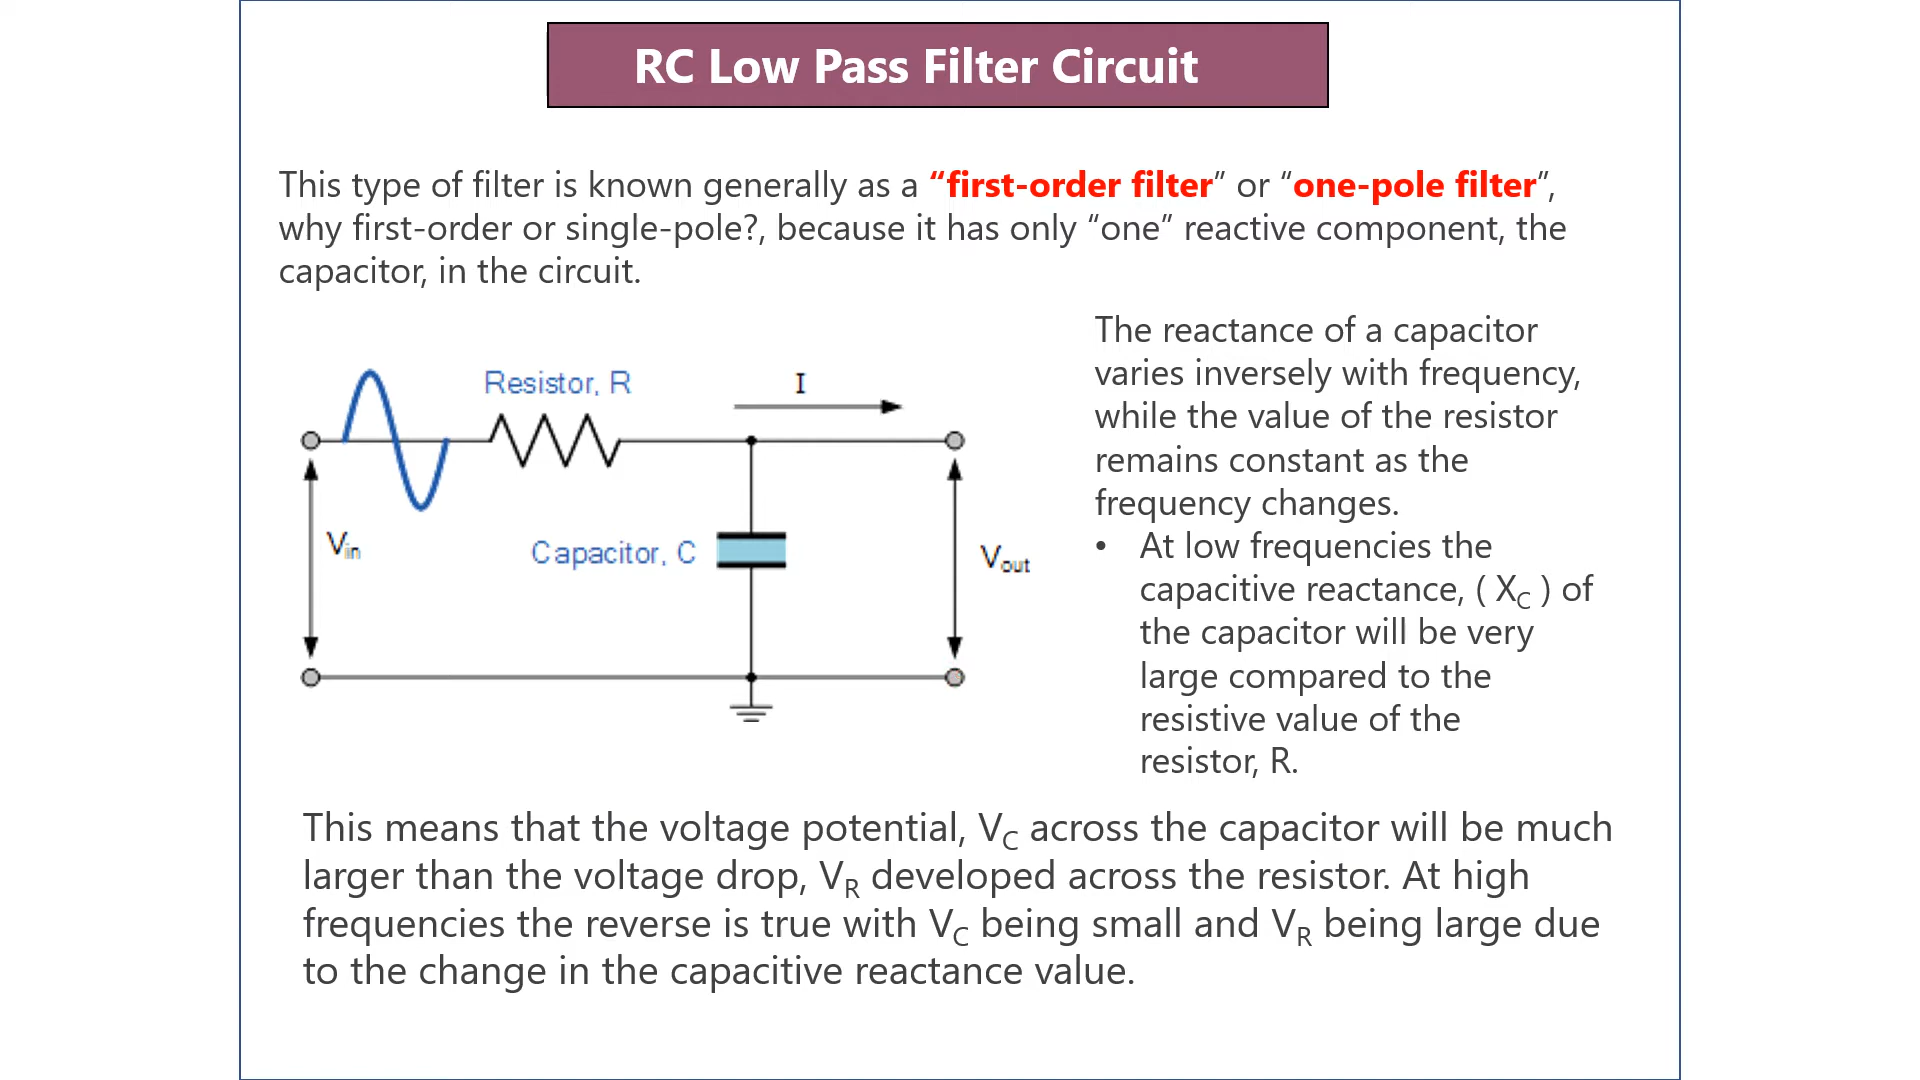 RC Low Pass Filter Circuit
This type of filter is known generally as a “first-order filter” or “one-pole filter”,
why first-order or single-pole?, because it has only “one” reactive component, the
capacitor, in the circuit.
Resistor, R
I
Vin
Capacitor, C
Vout
The reactance of a capacitor
varies inversely with frequency,
while the value of the resistor
remains constant as the
frequency changes.
• At low frequencies the
capacitive reactance, ( XC ) of
the capacitor will be very
large compared to the
resistive value of the
resistor, R.
This means that the voltage potential, VC across the capacitor will be much
larger than the voltage drop, VR developed across the resistor. At high
frequencies the reverse is true with VC being small and VR being large due
to the change in the capacitive reactance value.